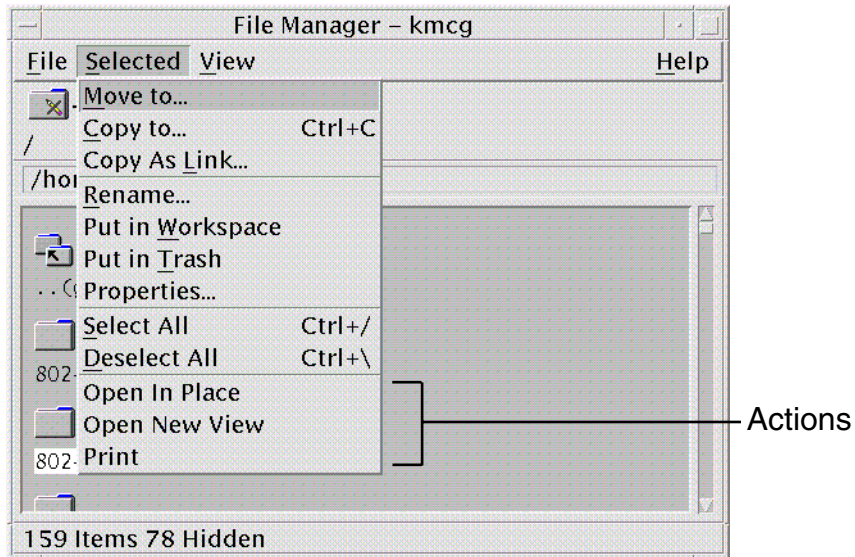 File Manager – kmcg
File Selected View Help
Move to...
Copy to... Ctrl+C
/
Copy As Link...
/hor
Rename...
Put in Workspace
Put in Trash
Properties...
Select All Ctrl+/
Deselect All Ctrl+\
802-
Open In Place
Open New View
Actions
802- Print
159 Items 78 Hidden